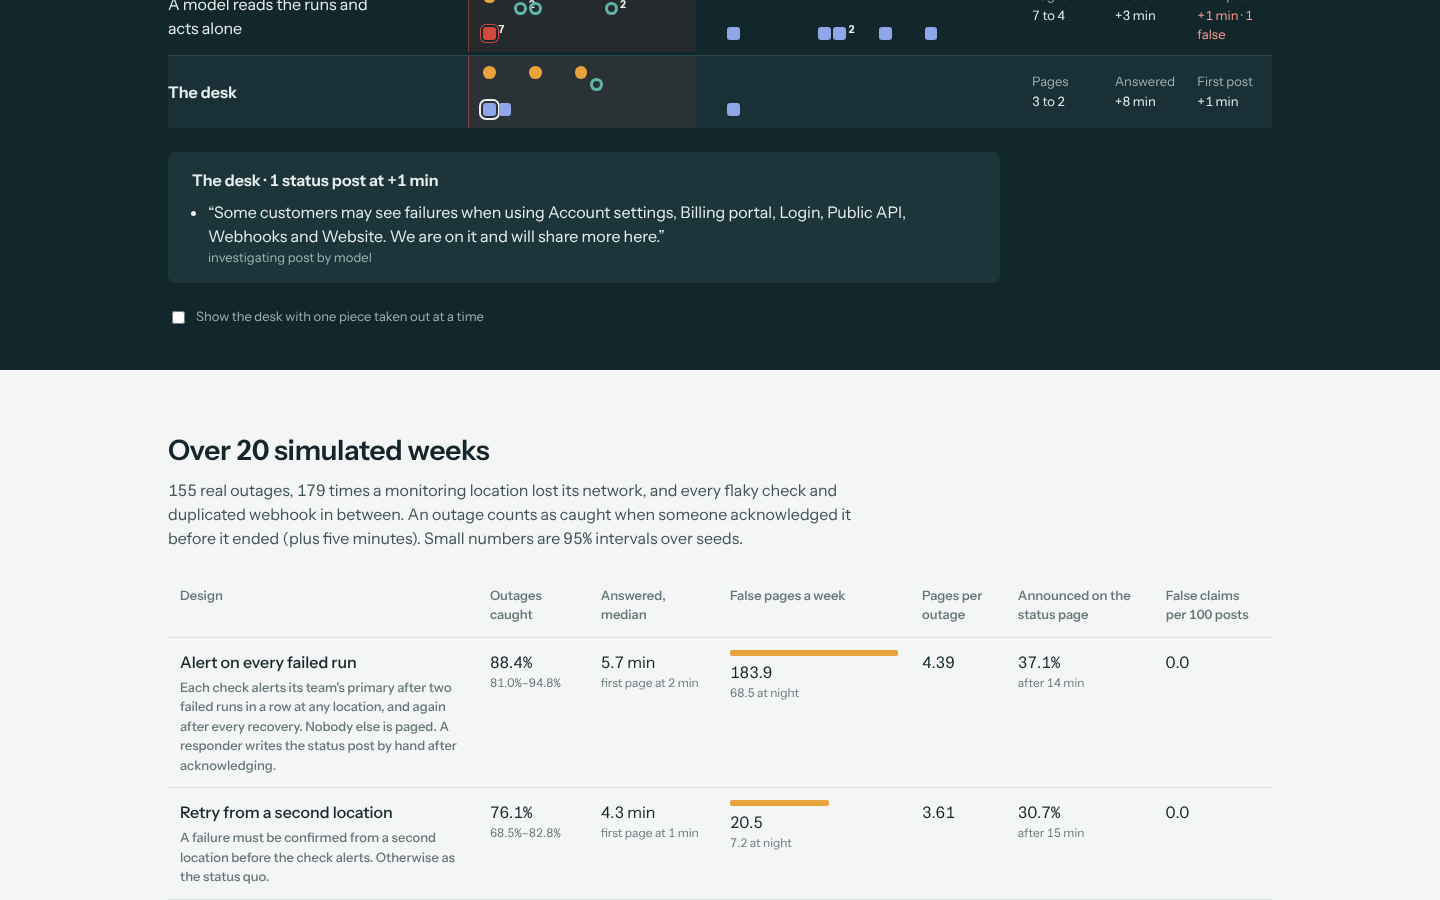 A model reads the runs and
acts alone
2
2
7
2
7 to 4
+3 min
+1 min · 1
false
The desk
Pages
Answered
First post
3 to 2
+8 min
+1 min
The desk · 1 status post at +1 min
• “Some customers may see failures when using Account settings, Billing portal, Login, Public API,
Webhooks and Website. We are on it and will share more here.”
investigating post by model
Show the desk with one piece taken out at a time
Over 20 simulated weeks
155 real outages, 179 times a monitoring location lost its network, and every flaky check and
duplicated webhook in between. An outage counts as caught when someone acknowledged it
before it ended (plus five minutes). Small numbers are 95% intervals over seeds.
Design
Outages
caught
Answered,
median
False pages a week
Pages per
outage
Announced on the
status page
False claims
per 100 posts
Alert on every failed run
Each check alerts its team’s primary after two
failed runs in a row at any location, and again
after every recovery. Nobody else is paged. A
responder writes the status post by hand after
acknowledging.
88.4%
81.0%–94.8%
5.7 min
first page at 2 min
183.9
68.5 at night
4.39
37.1%
after 14 min
0.0
Retry from a second location
A failure must be confirmed from a second
location before the check alerts. Otherwise as
the status quo.
76.1%
68.5%–82.8%
4.3 min
first page at 1 min
20.5
7.2 at night
3.61
30.7%
after 15 min
0.0